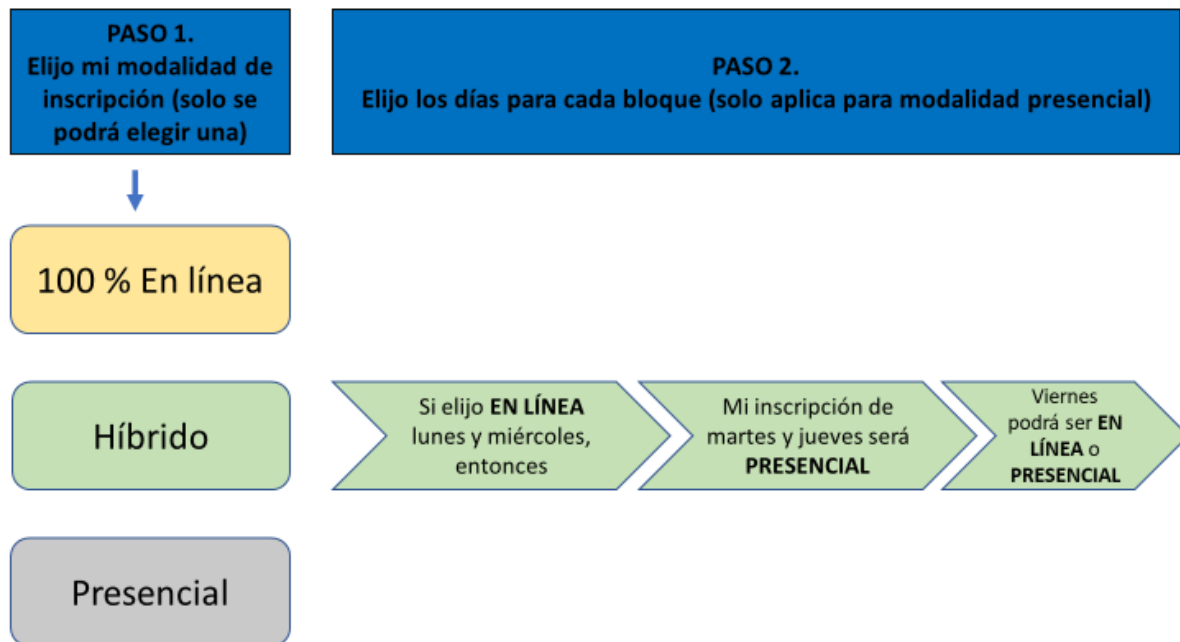 PASO 1.
Elijo mi modalidad de
inscripción (solo se
podrá elegir una)
PASO 2.
Elijo los días para cada bloque (solo aplica para modalidad presencial)
100 % En línea
Híbrido
Si elijo EN LÍNEA
lunes y miércoles,
entonces
Mi inscripción de
martes y jueves será
PRESENCIAL
Viernes
podrá ser EN
LÍNEA o
PRESENCIAL
Presencial